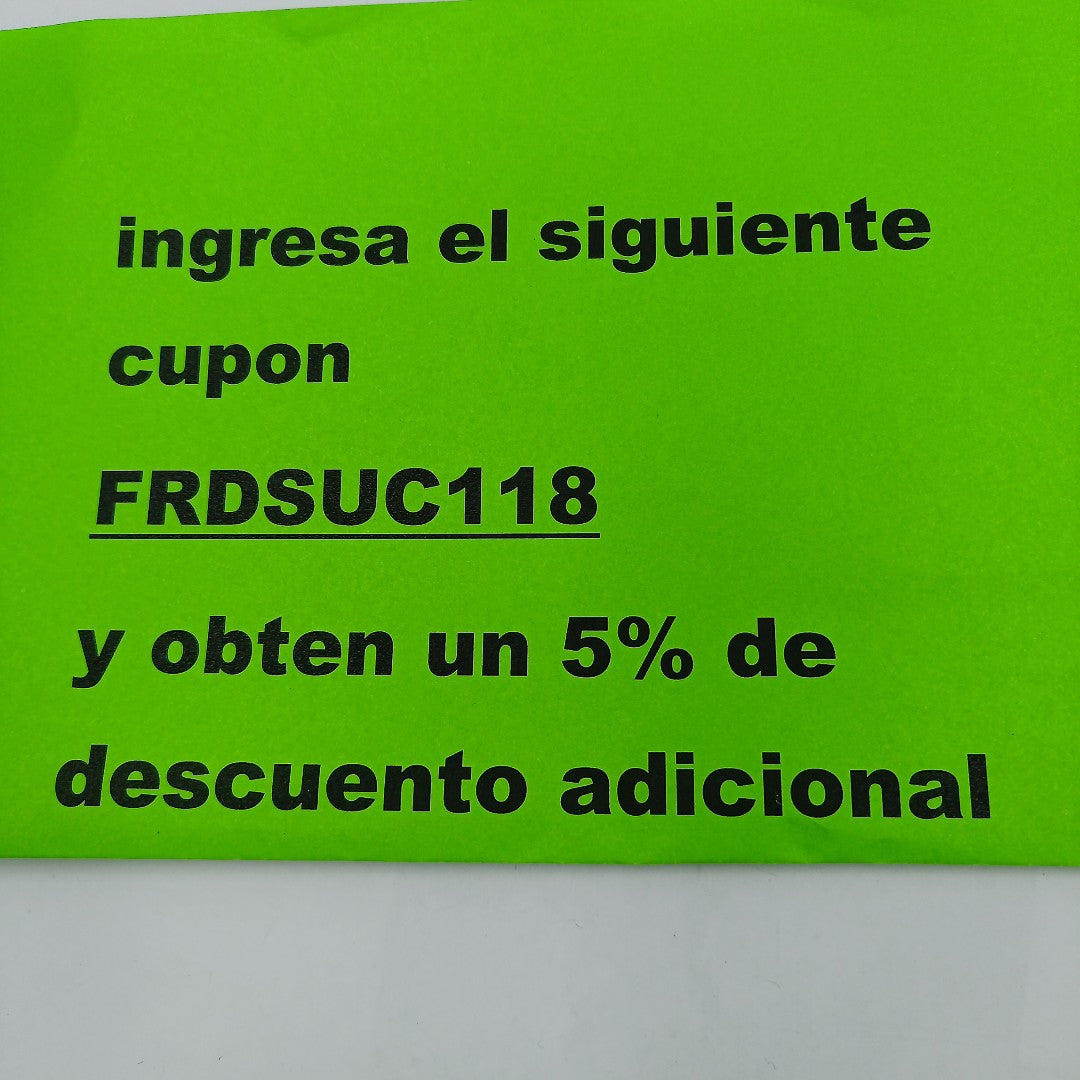 ingresa el siguiente
cupon
FRDSUC118
y obten un 5% de
descuento adicional